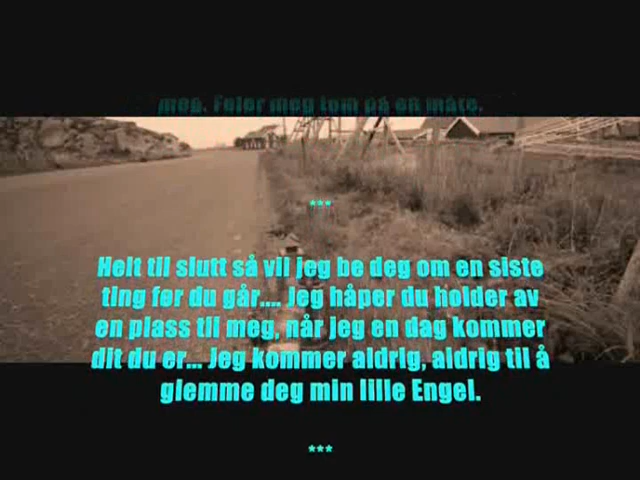 meg. Føler meg tom på en måte.
***
Helt til slutt så vil jeg be deg om en siste
ting før du går.... Jeg håper du holder av
en plass til meg, når jeg en dag kommer
dit du er... Jeg kommer aldrig, aldrig til å
glemme deg min lille Engel.
***